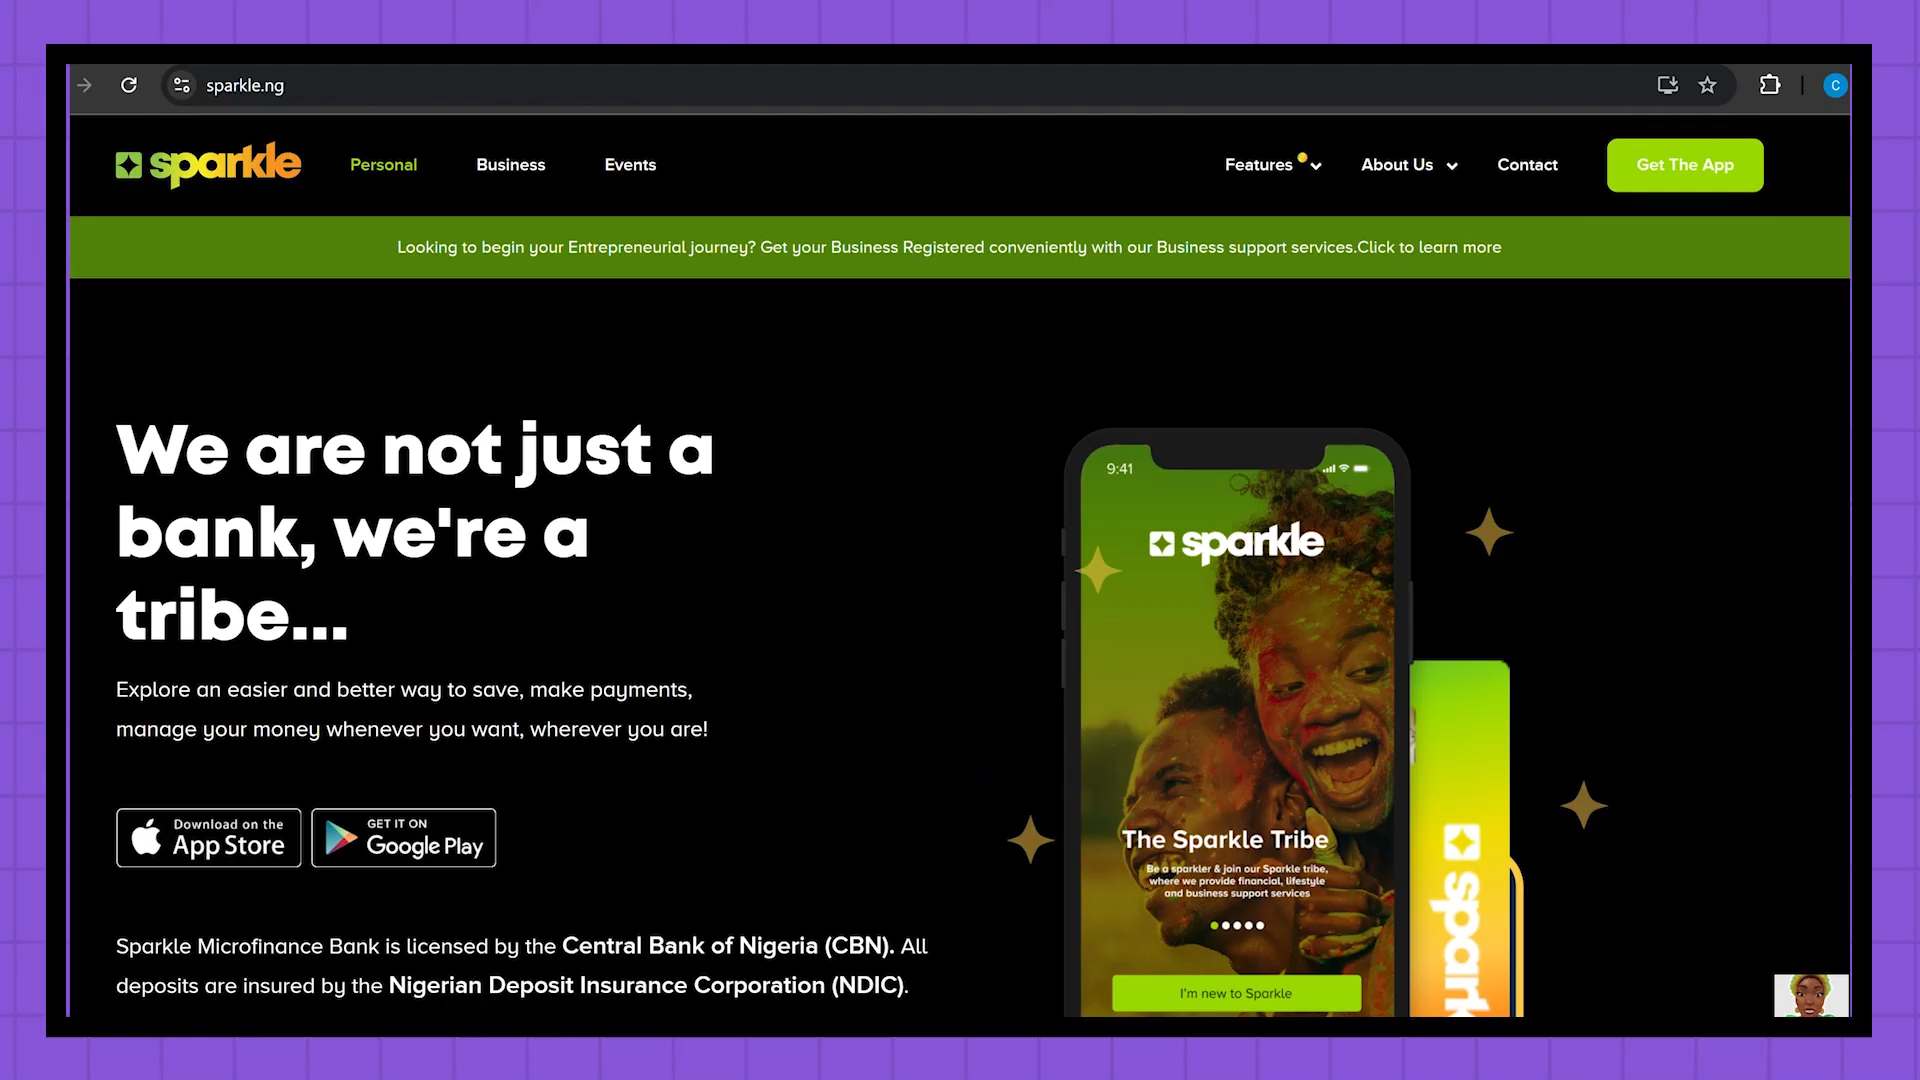 sparkle.ng
C
sparkle
Personal
Business
Events
Features
About Us
Contact
Get The App
Looking to begin your Entrepreneurial journey? Get your Business Registered conveniently with our Business support services.Click to learn more
We are not just a
bank, we're a
tribe...
Explore an easier and better way to save, make payments,
manage your money whenever you want, wherever you are!
Download on the
App Store
GET IT ON
Google Play
Sparkle Microfinance Bank is licensed by the Central Bank of Nigeria (CBN). All
deposits are insured by the Nigerian Deposit Insurance Corporation (NDIC).
9:41
sparkle
The Sparkle Tribe
Be a sparkler & join our Sparkle tribe,
where we provide financial, lifestyle
and business support services
I'm new to Sparkle
spark